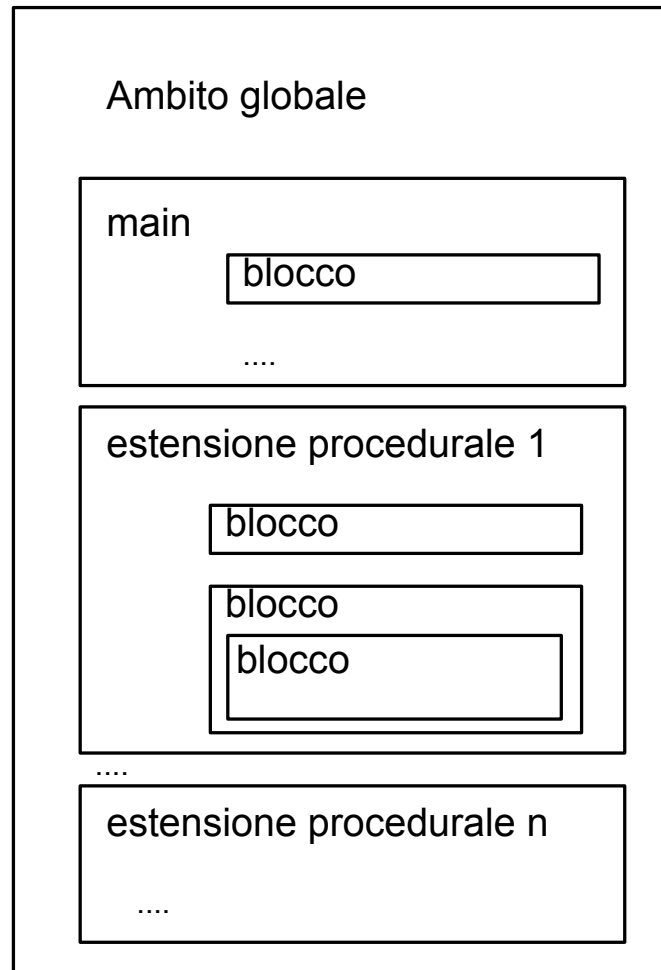 Ambito globale
main
blocco
....
estensione procedurale 1
blocco
blocco
blocco
....
estensione procedurale n
....